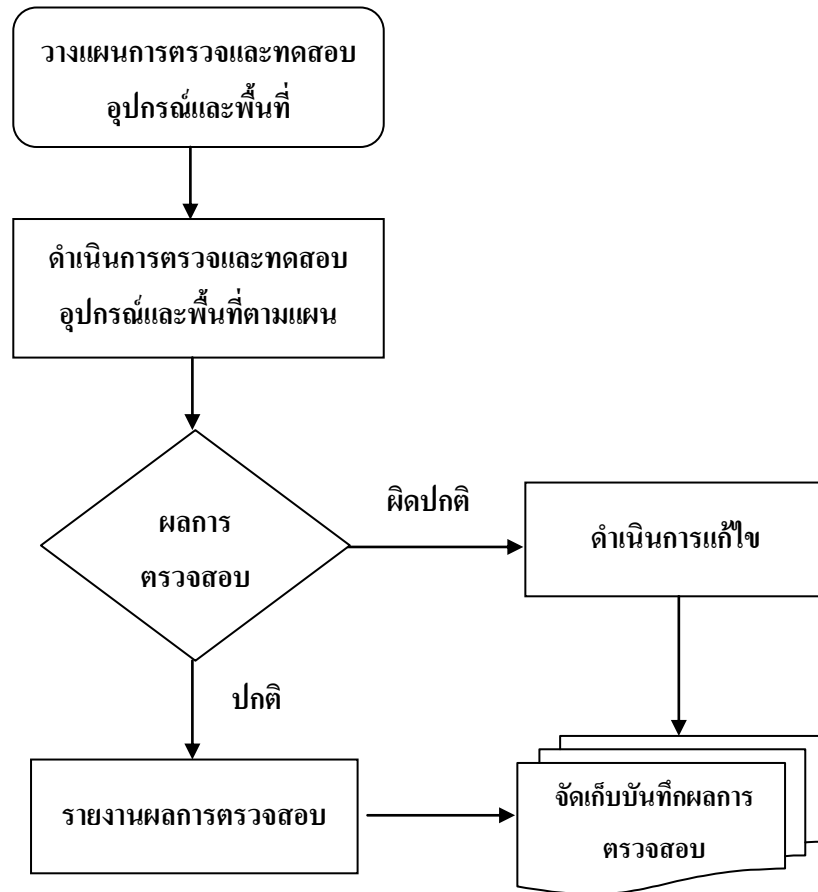 วางแผนการตรวจและทดสอบ
อุปกรณ์และพื้นที่
ดำเนินการตรวจและทดสอบ
อุปกรณ์และพื้นที่ตามแผน
ผลการ
ตรวจสอบ
ผิดปกติ
ดำเนินการแก้ไข
ปกติ
รายงานผลการตรวจสอบ
จัดเก็บบันทึกผลการ
ตรวจสอบ